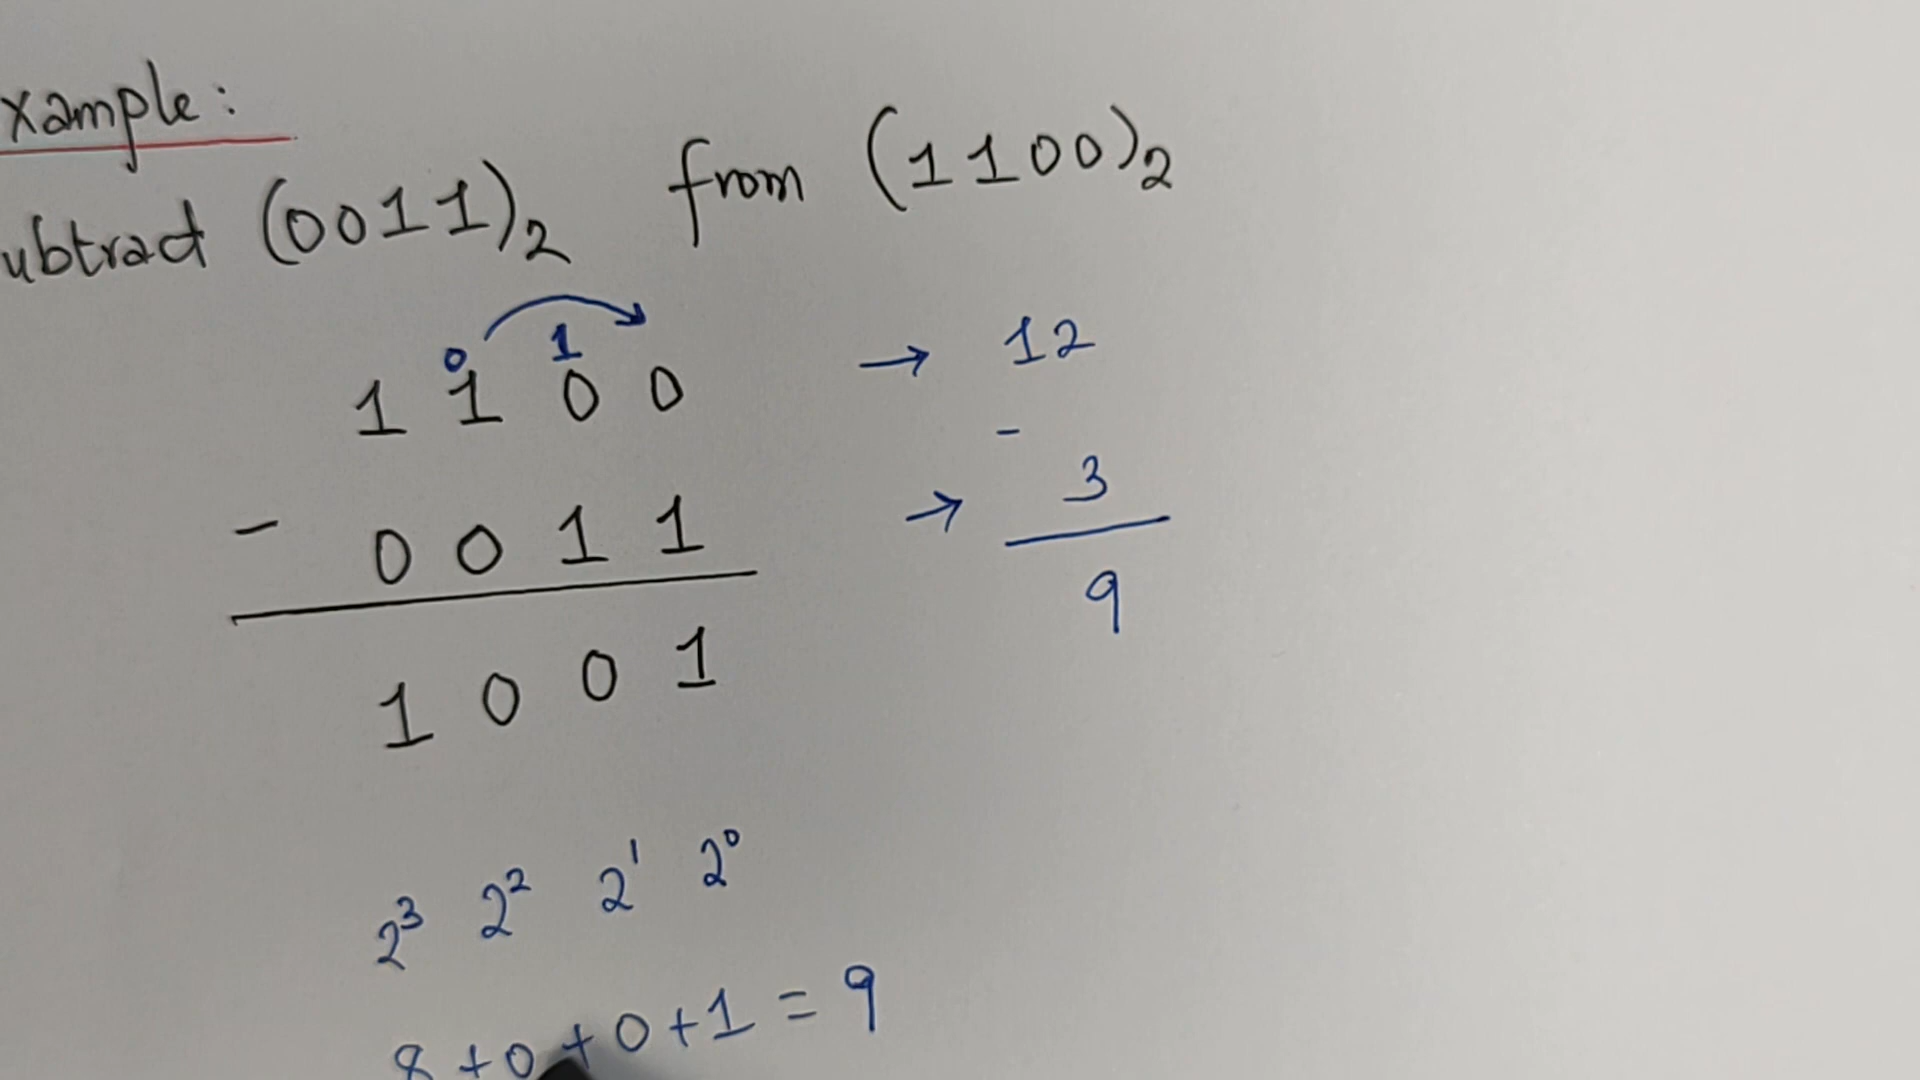 xample:
ubtract (0011)₂ from (1100)₂
0 1
1 1 0 0 → 12
-
- 0 0 1 1 → 3
9
1 0 0 1
2³ 2² 2¹ 2⁰
8+0+0+1 = 9